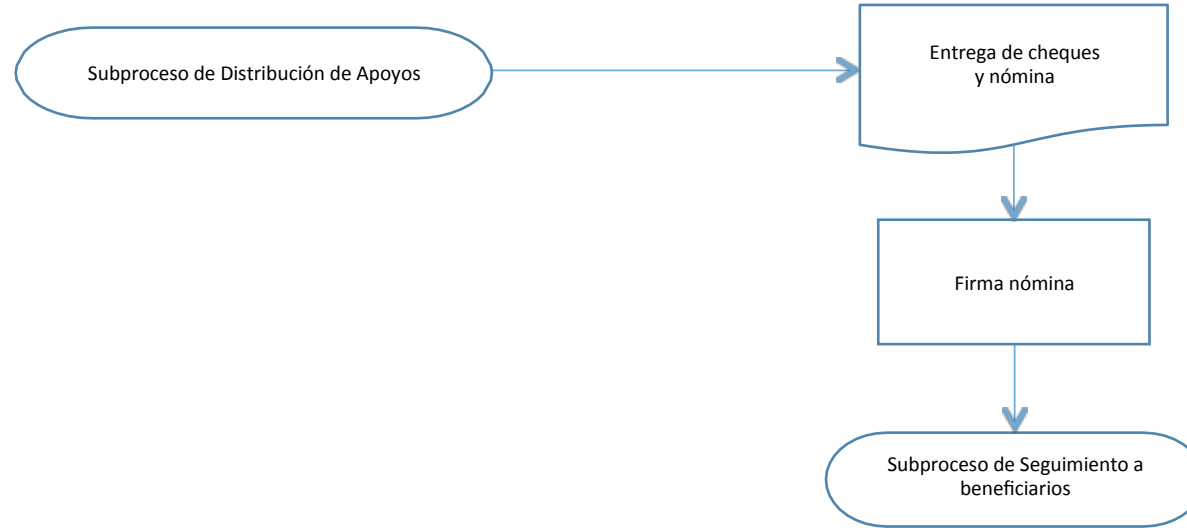 Subproceso de Distribución de Apoyos
Entrega de cheques
y nómina
Firma nómina
Subproceso de Seguimiento a
beneficiarios